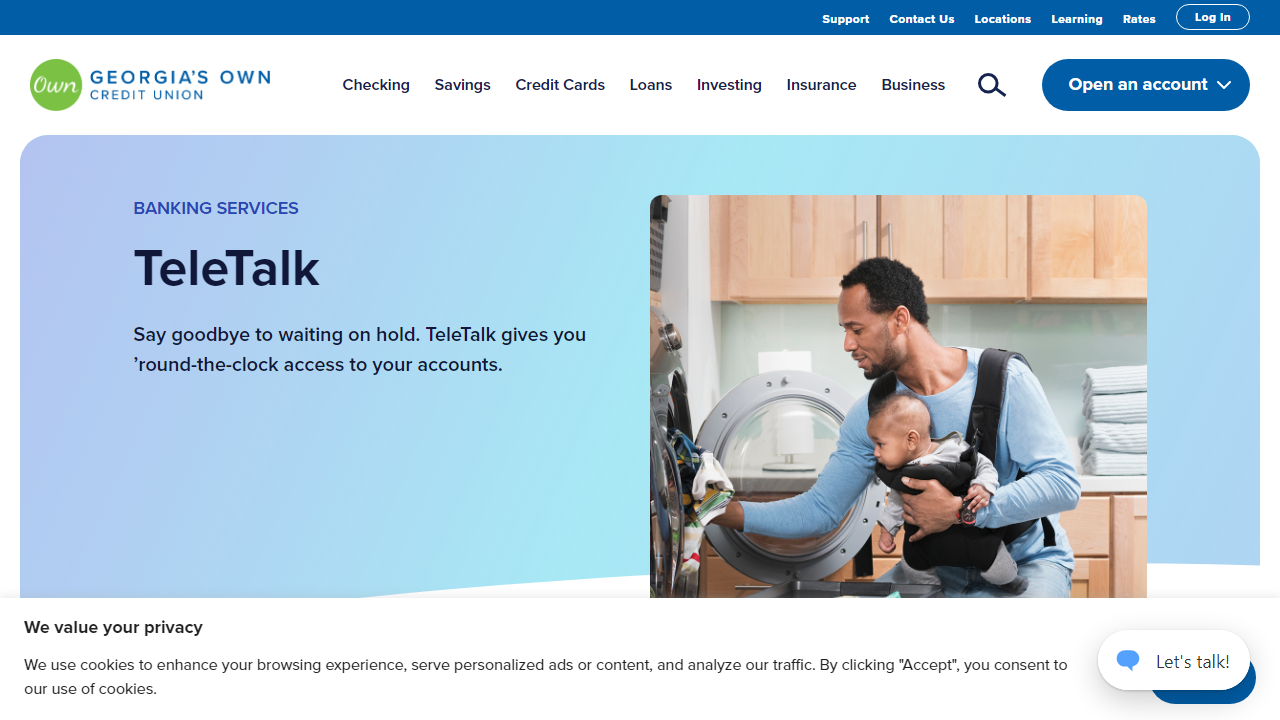 Support Contact Us Locations Learning Rates Log In
Own GEORGIA'S OWN
CREDIT UNION
Checking Savings Credit Cards Loans Investing Insurance Business Open an account
BANKING SERVICES
TeleTalk
Say goodbye to waiting on hold. TeleTalk gives you
’round-the-clock access to your accounts.
We value your privacy
We use cookies to enhance your browsing experience, serve personalized ads or content, and analyze our traffic. By clicking "Accept", you consent to
our use of cookies.
Let's talk!